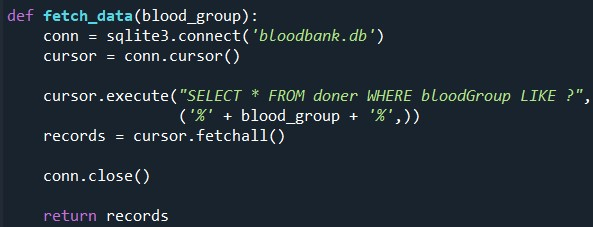 def fetch_data(blood_group):
    conn = sqlite3.connect('bloodbank.db')
    cursor = conn.cursor()

    cursor.execute("SELECT * FROM doner WHERE bloodGroup LIKE ?",
                   ('%' + blood_group + '%',))
    records = cursor.fetchall()

    conn.close()

    return records